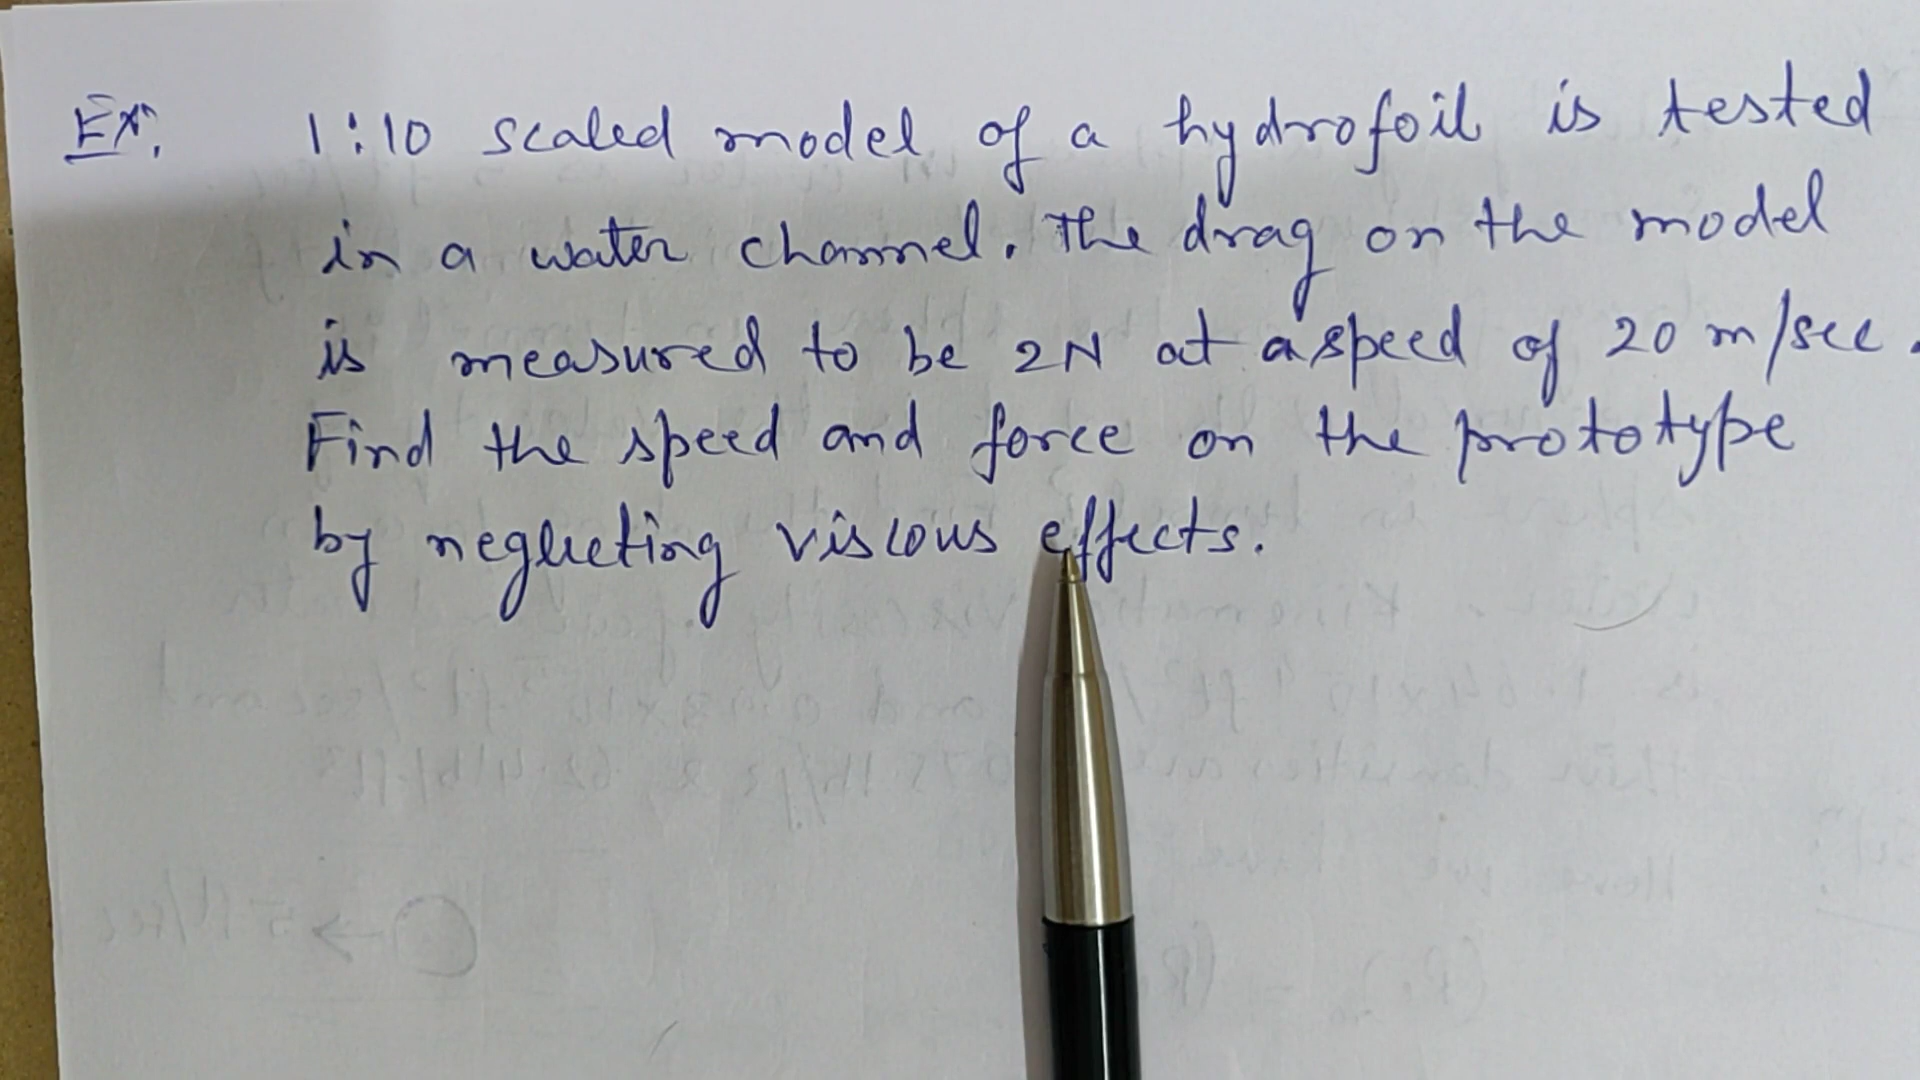 Ex. 1:10 scaled model of a hydrofoil is tested
in a water channel. The drag on the model
is measured to be 2N at a speed of 20 m/sec.
Find the speed and force on the prototype
by neglecting viscous effects.